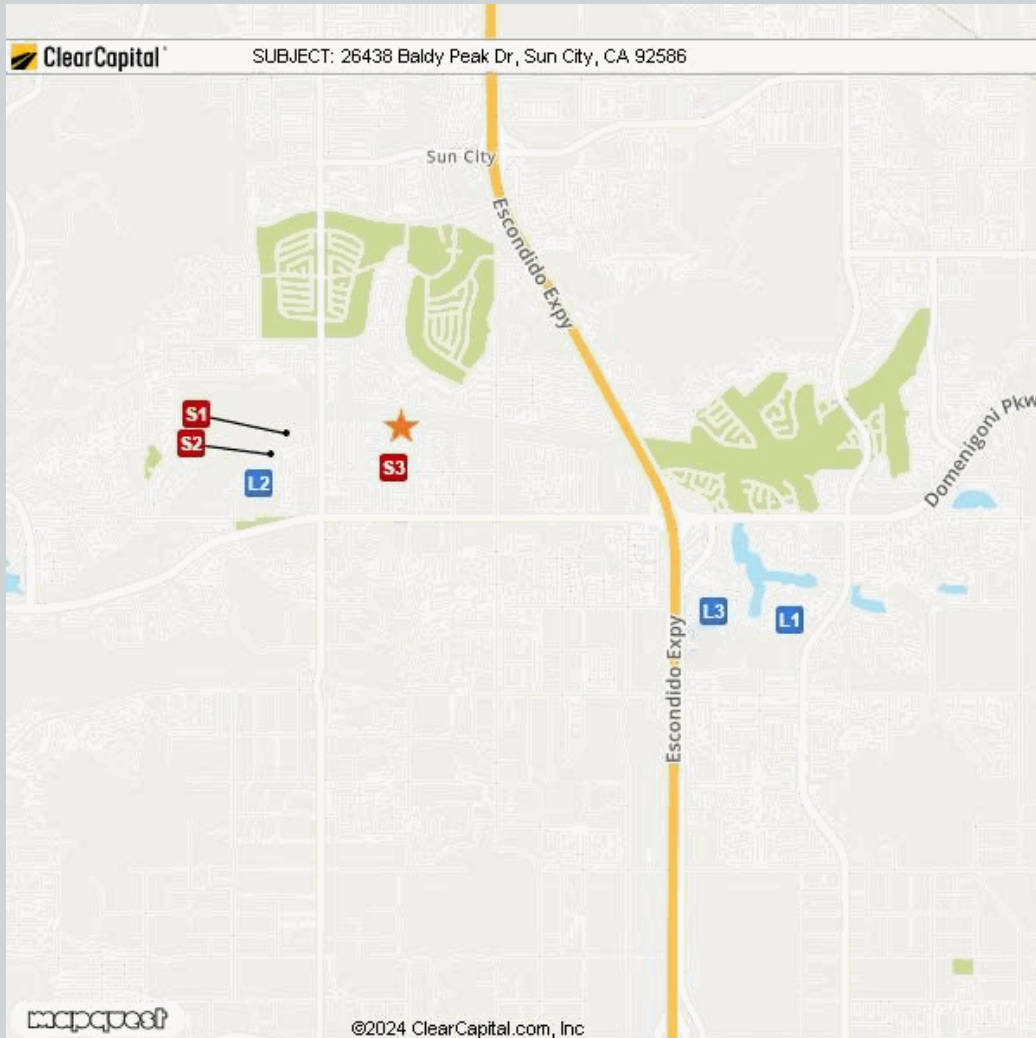 ClearCapital
SUBJECT: 26438 Baldy Peak Dr, Sun City, CA 92586
Sun City
Escondido Expy
S1
S2
S3
L2
Domenigoni Pkw
L3
L1
Escondido Expy
mapquest
©2024 ClearCapital.com, Inc